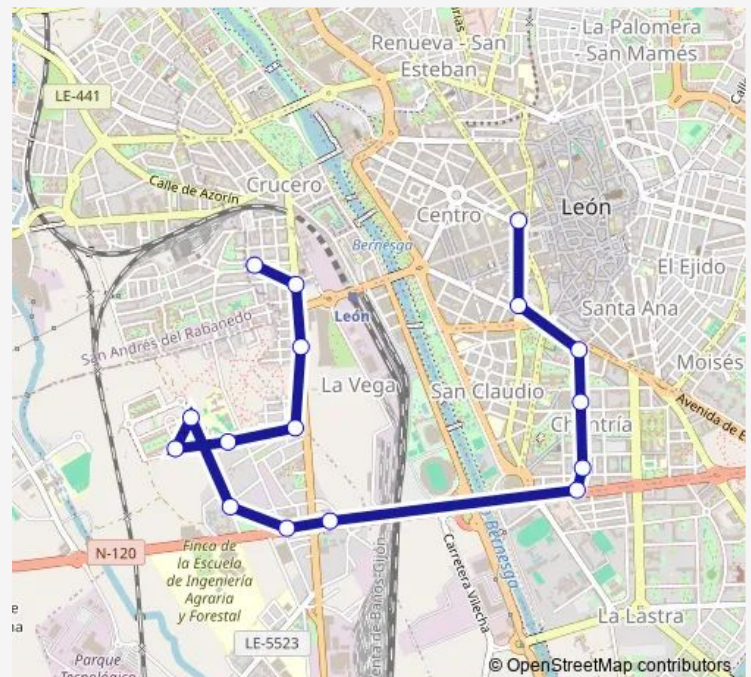 Renueva - San
Esteban
- La Palomera
- San Mamés
LE-441
Calle de Azorín
Crucero
Centro
León
Bernesga
El Ejido
Santa Ana
León
San Andrés del Rabanedo
Moisés
La Vega
San Claudio
Chantría
Avenida de
N-120
Finca de
la Escuela
de Ingeniería
Agraria
y Forestal
Bernesga
Carretera Vilecha
LE-5523
La Lastra
Parque
Tecnológico
© OpenStreetMap contributors